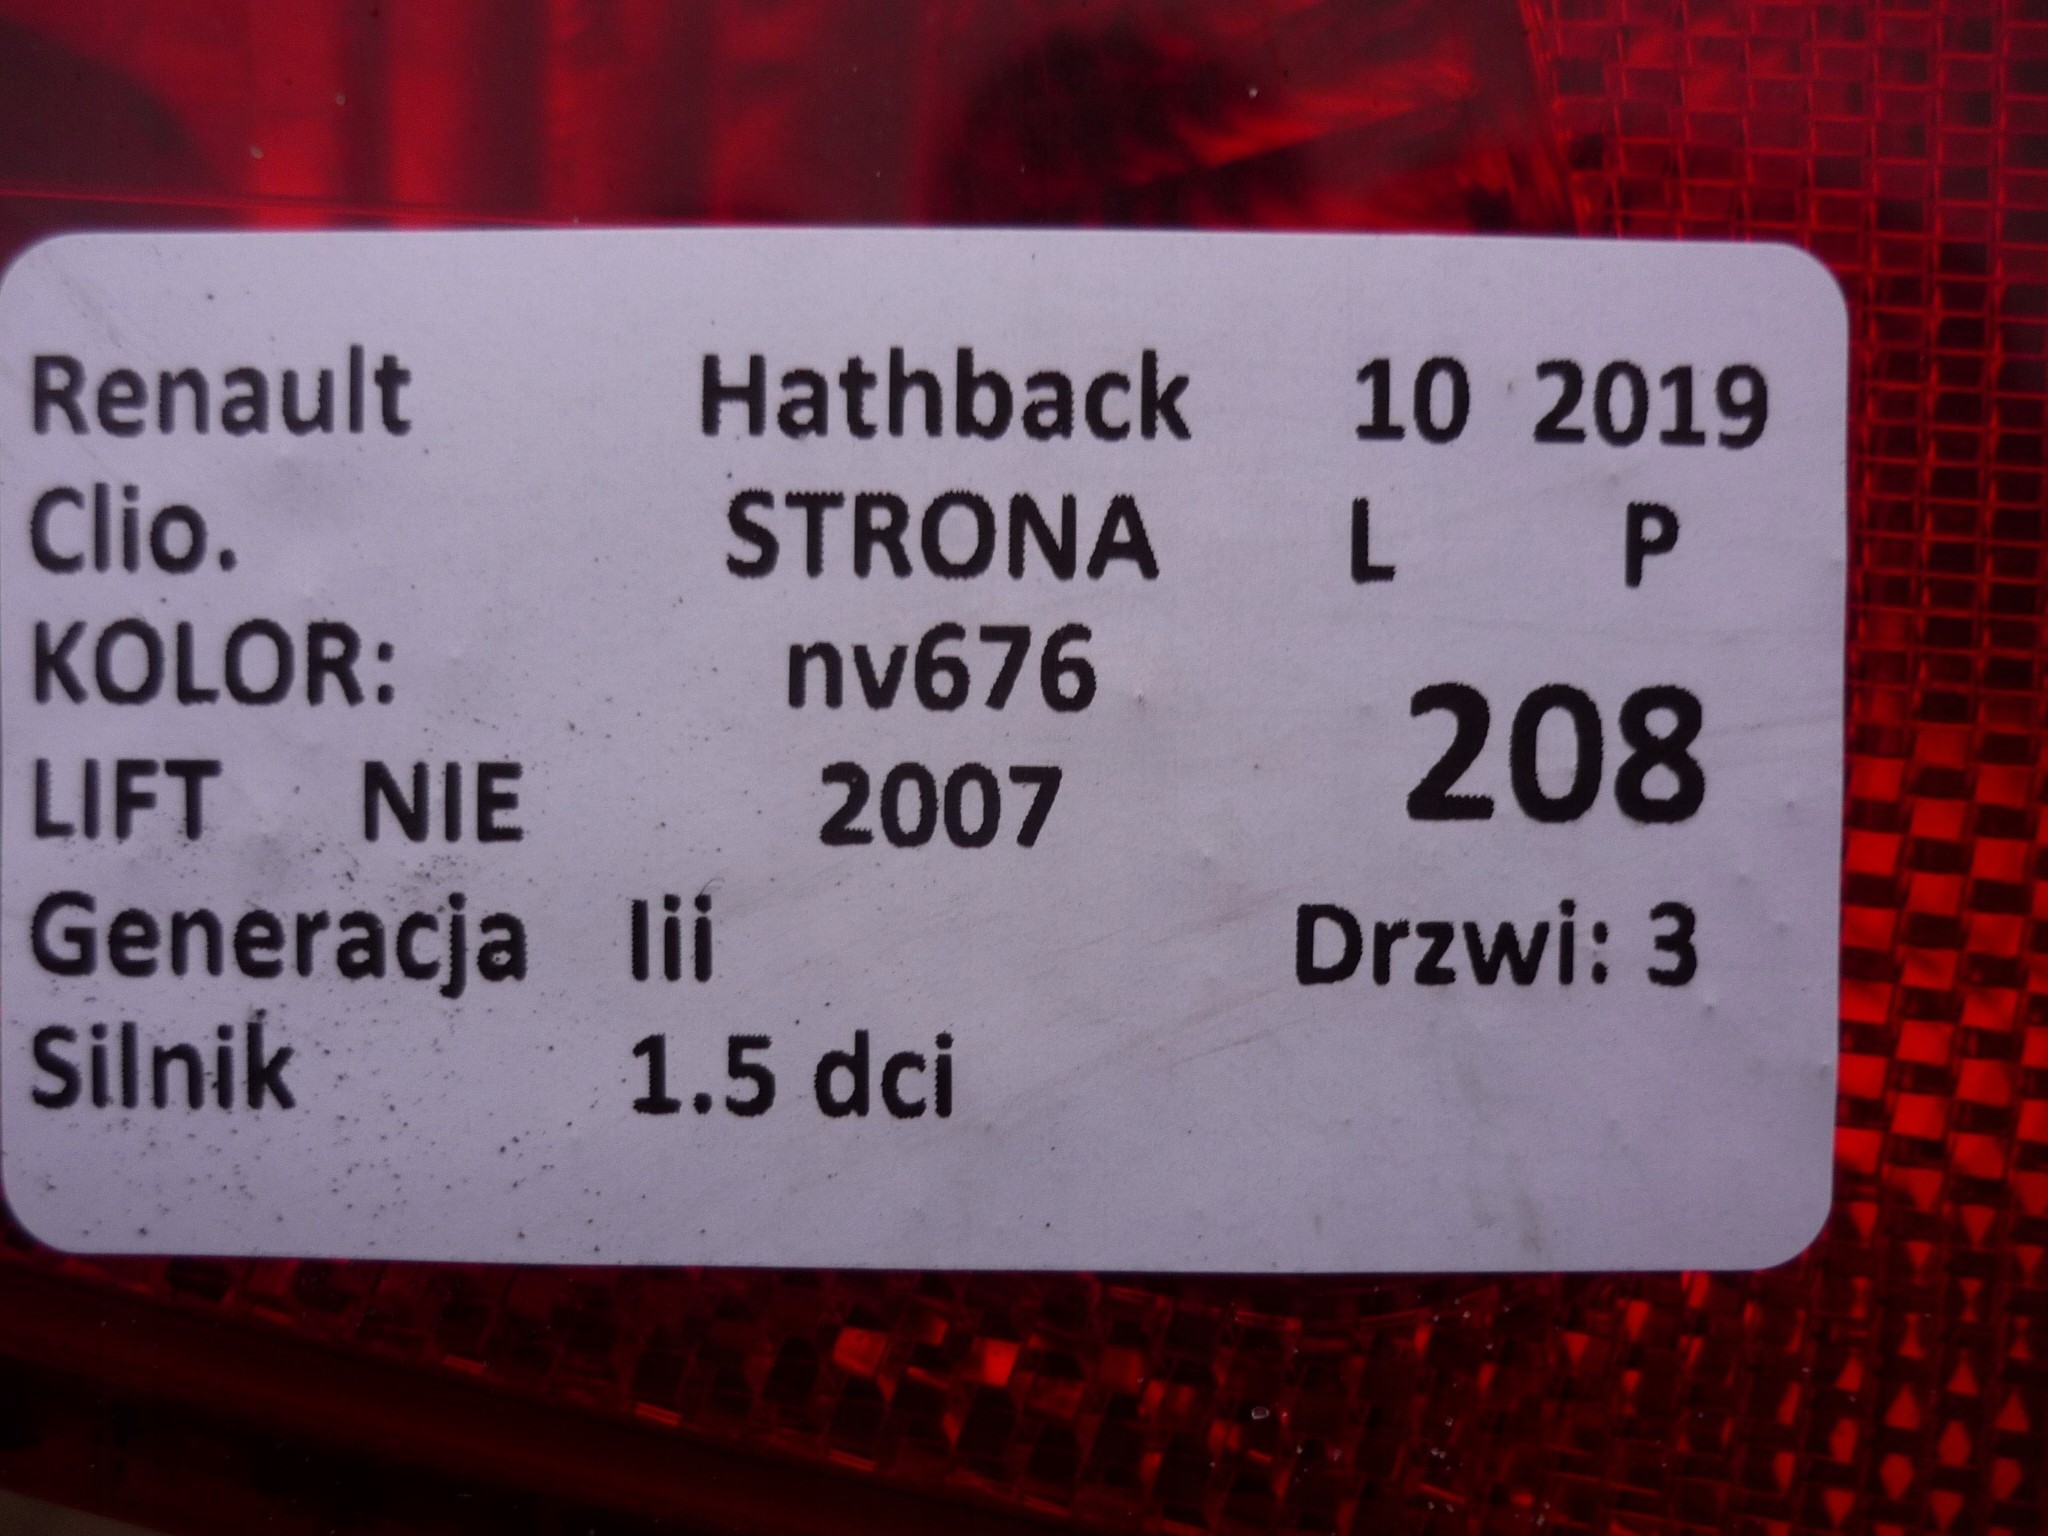 Renault Hathback 10 2019
Clio. STRONA L P
KOLOR: nv676
208
LIFT NIE 2007
Generacja Iii Drzwi: 3
Silnik 1.5 dci